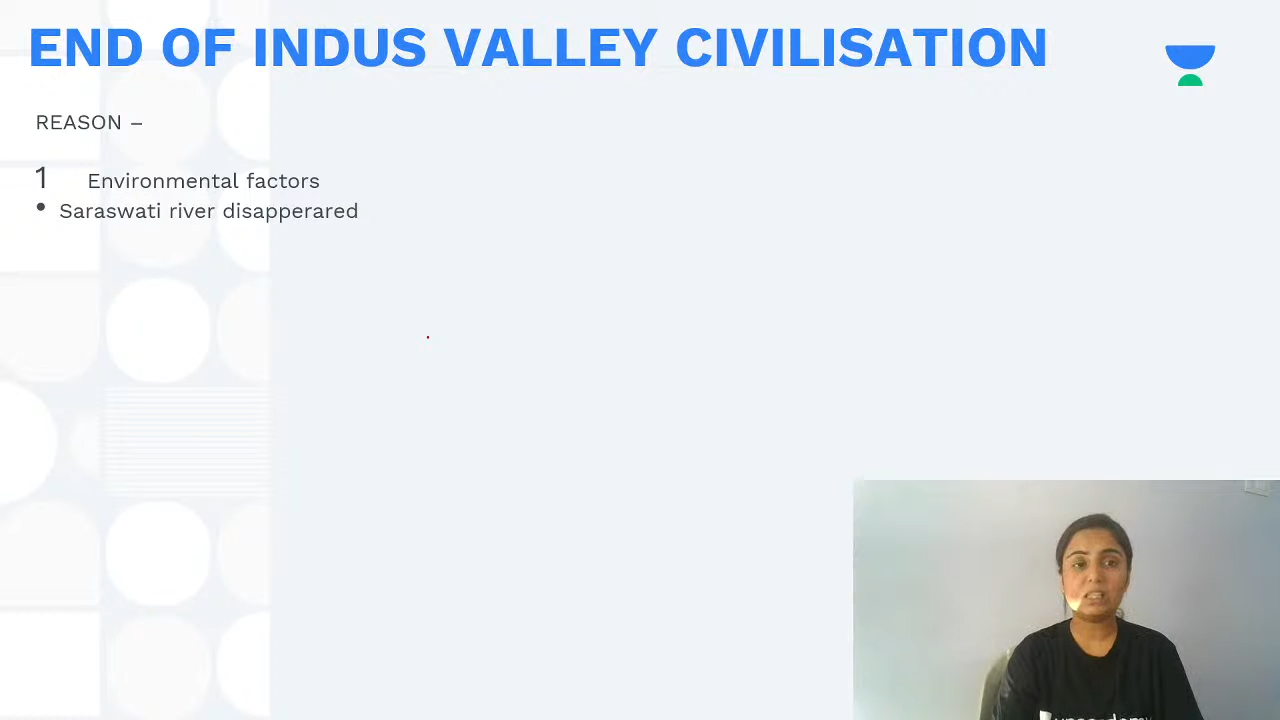 END OF INDUS VALLEY CIVILISATION
REASON –
1 Environmental factors
• Saraswati river disapperared